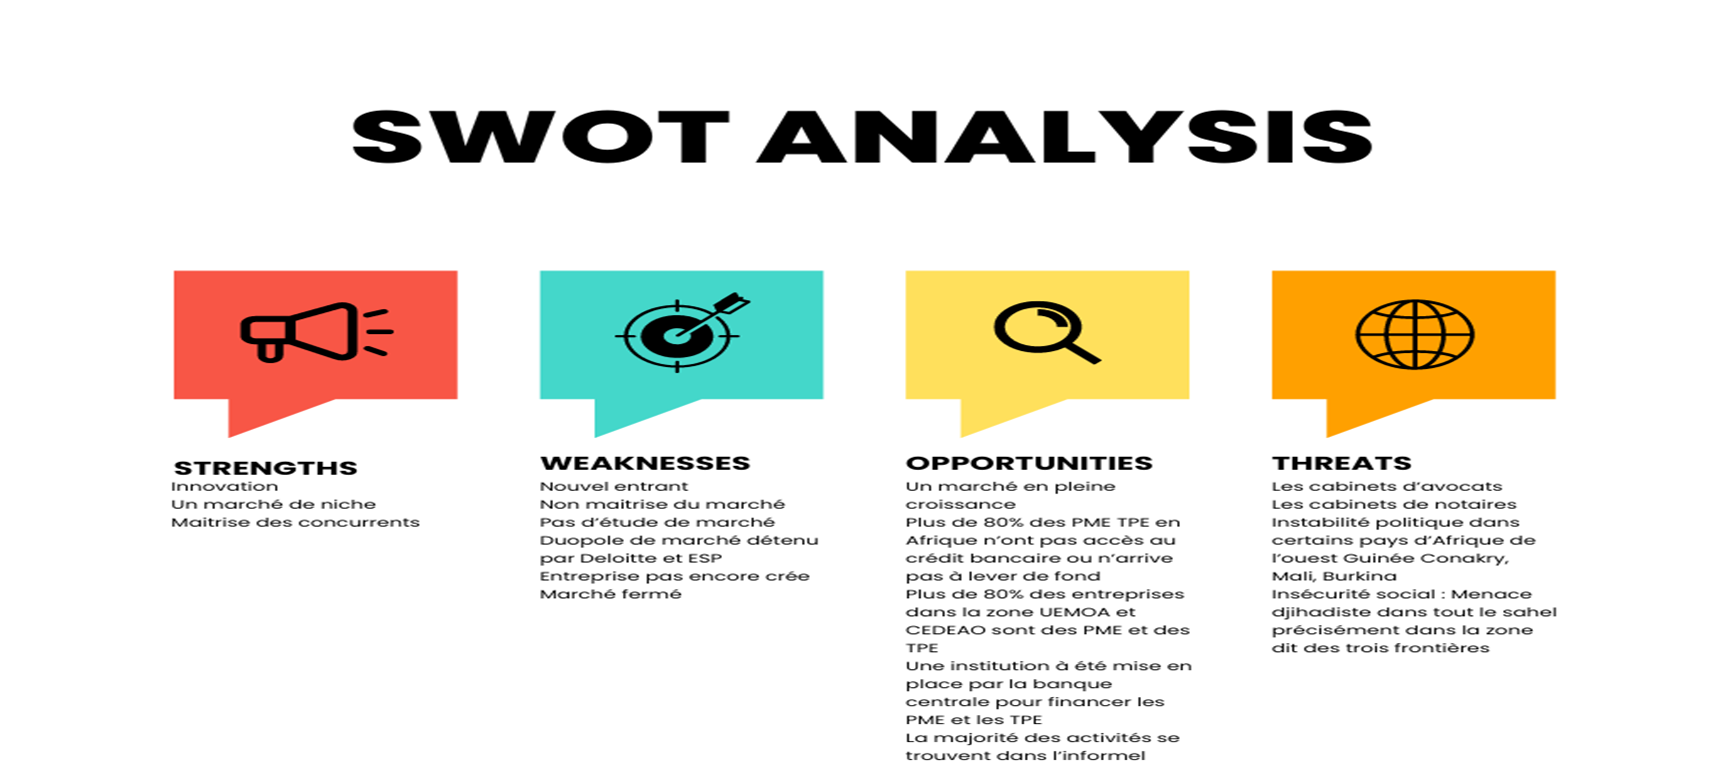 SWOT ANALYSIS
STRENGTHS
Innovation
Un marché de niche
Maitrise des concurrents
WEAKNESSES
Nouvel entrant
Non maitrise du marché
Pas d’étude de marché
Duopole de marché détenu
par Deloitte et ESP
Entreprise pas encore crée
Marché fermé
OPPORTUNITIES
Un marché en pleine
croissance
Plus de 80% des PME TPE en
Afrique n’ont pas accès au
crédit bancaire ou n’arrive
pas à lever de fond
Plus de 80% des entreprises
dans la zone UEMOA et
CEDEAO sont des PME et des
TPE
Une institution à été mise en
place par la banque
centrale pour financer les
PME et les TPE
La majorité des activités se
trouvent dans l’informel
THREATS
Les cabinets d’avocats
Les cabinets de notaires
Instabilité politique dans
certains pays d’Afrique de
l’ouest Guinée Conakry,
Mali, Burkina
Insécurité social : Menace
djihadiste dans tout le sahel
précisément dans la zone
dit des trois frontières